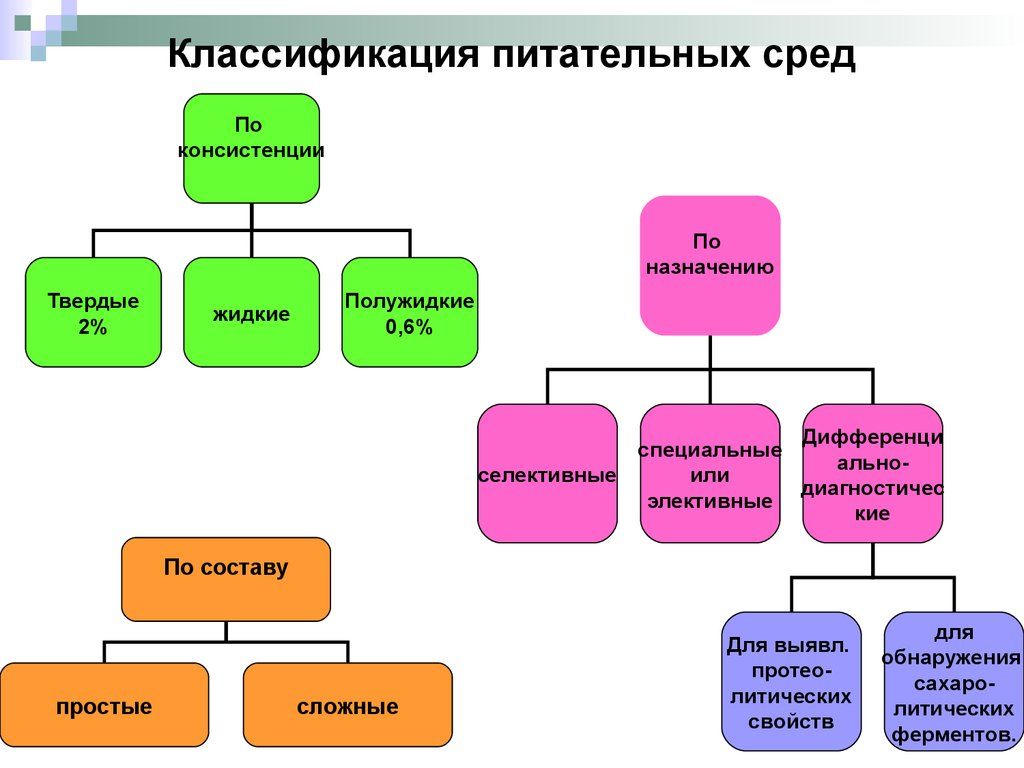 Классификация питательных сред
По
консистенции
Твердые
2%
жидкие
Полужидкие
0,6%
По
назначению
селективные
специальные
или
элективные
Дифференци
ально-
диагностичес
кие
Для выявл.
протео-
литических
свойств
для
обнаружения
сахаро-
литических
ферментов.
По составу
простые
сложные